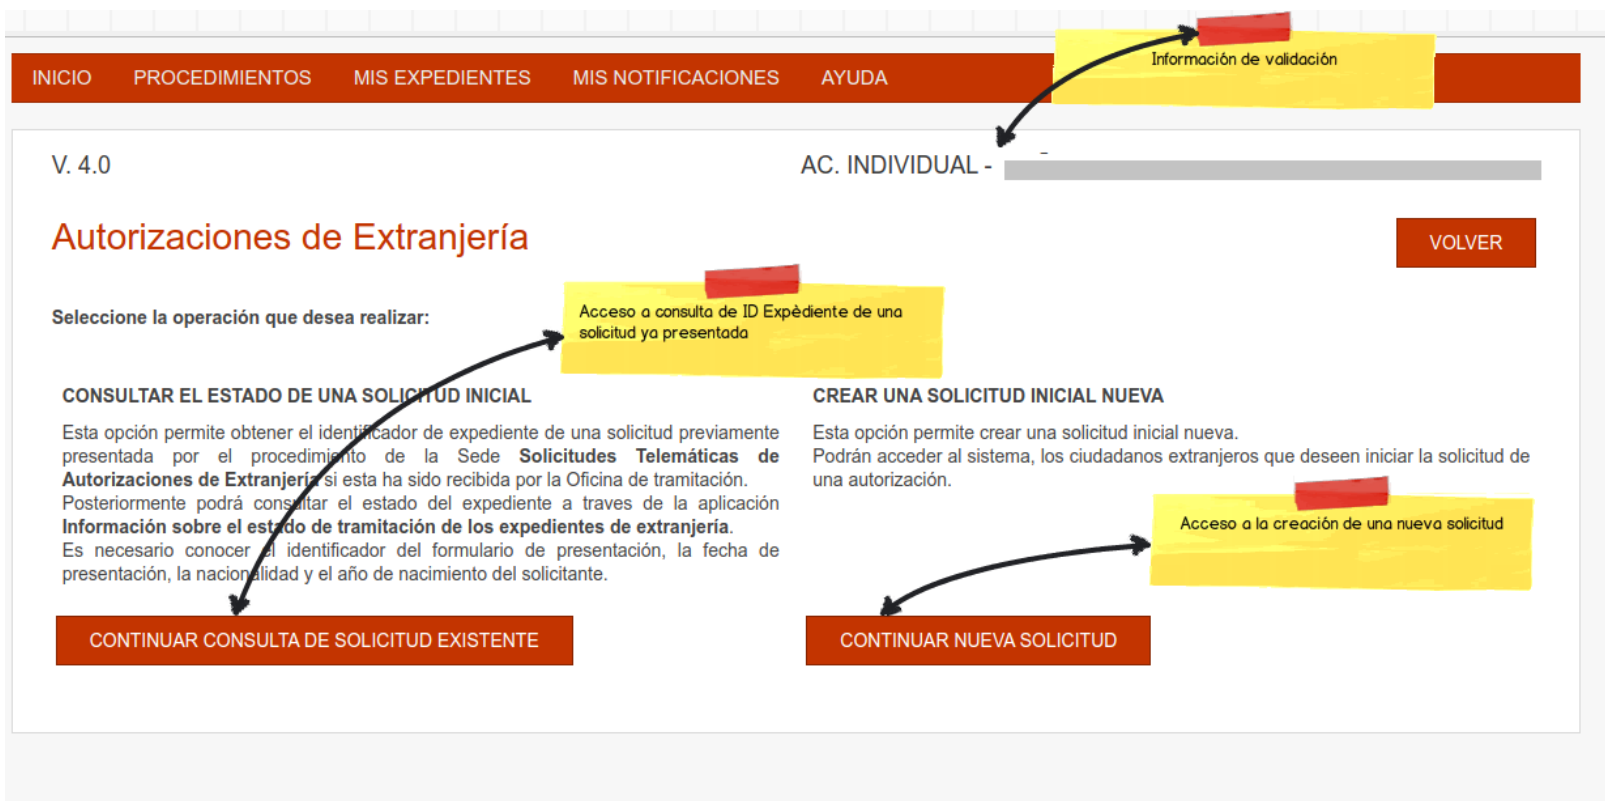 Información de validación
INICIO PROCEDIMIENTOS MIS EXPEDIENTES MIS NOTIFICACIONES AYUDA
V. 4.0
AC. INDIVIDUAL -
Autorizaciones de Extranjería
VOLVER
Seleccione la operación que desea realizar:
Acceso a consulta de ID Expèdiente de una
solicitud ya presentada
CONSULTAR EL ESTADO DE UNA SOLICITUD INICIAL
Esta opción permite obtener el identificador de expediente de una solicitud previamente
presentada por el procedimiento de la Sede Solicitudes Telemáticas de
Autorizaciones de Extranjería si esta ha sido recibida por la Oficina de tramitación.
Posteriormente podrá consultar el estado del expediente a traves de la aplicación
Información sobre el estado de tramitación de los expedientes de extranjería.
Es necesario conocer el identificador del formulario de presentación, la fecha de
presentación, la nacionalidad y el año de nacimiento del solicitante.
CONTINUAR CONSULTA DE SOLICITUD EXISTENTE
CREAR UNA SOLICITUD INICIAL NUEVA
Esta opción permite crear una solicitud inicial nueva.
Podrán acceder al sistema, los ciudadanos extranjeros que deseen iniciar la solicitud de
una autorización.
Acceso a la creación de una nueva solicitud
CONTINUAR NUEVA SOLICITUD